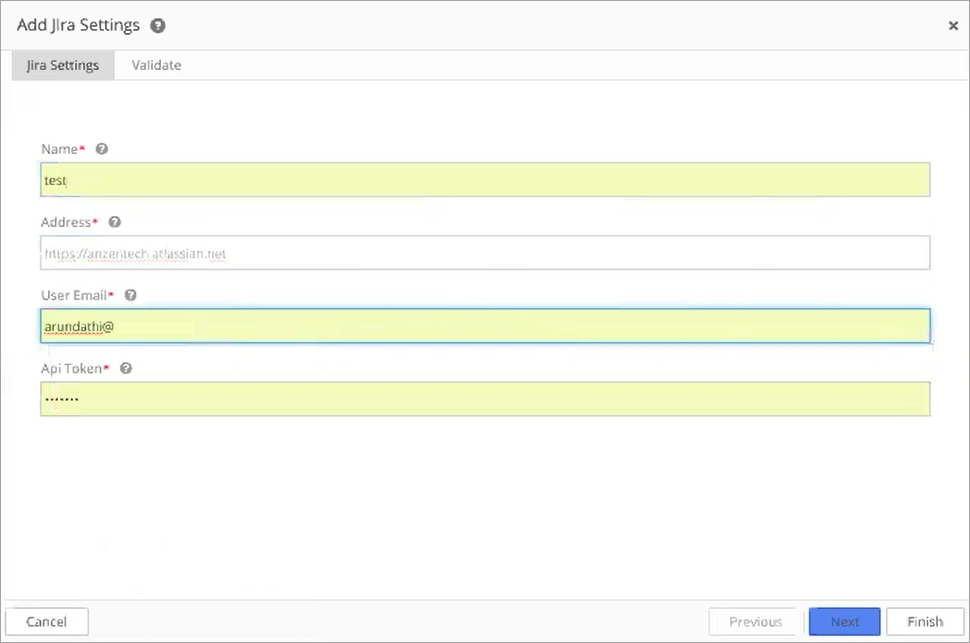 Add Jira Settings ?
×
Jira Settings Validate
Name* ?
test
Address* ?
https://anzentech.atlassian.net
User Email* ?
arundathi@
Api Token* ?
•••••••
Cancel Previous Next Finish